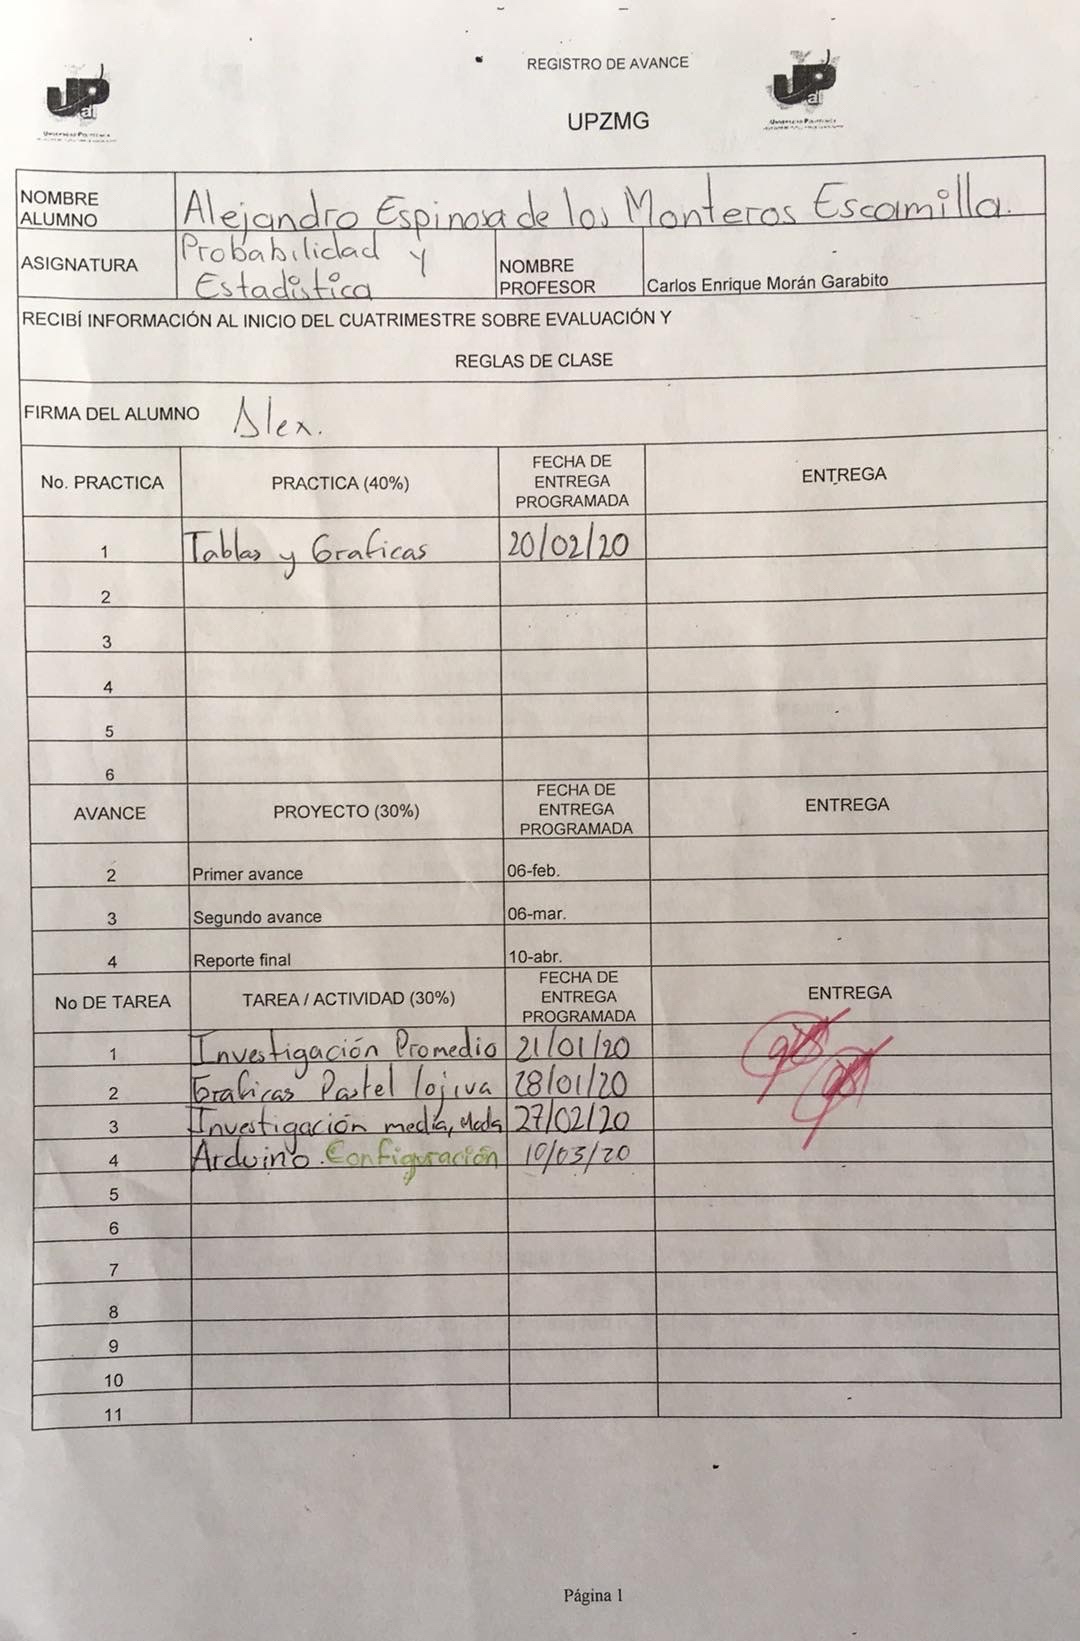 REGISTRO DE AVANCE
UPZMG
UP
al
UP
al
NOMBRE ALUMNO Alejandro Espinosa de los Monteros Escamilla.
ASIGNATURA Probabilidad y Estadística NOMBRE PROFESOR Carlos Enrique Morán Garabito
RECIBÍ INFORMACIÓN AL INICIO DEL CUATRIMESTRE SOBRE EVALUACIÓN Y
REGLAS DE CLASE
FIRMA DEL ALUMNO Alex.
No. PRACTICA PRACTICA (40%) FECHA DE ENTREGA PROGRAMADA ENTREGA
1 Tablas y Graficas 20/02/20
2
3
4
5
6
AVANCE PROYECTO (30%) FECHA DE ENTREGA PROGRAMADA ENTREGA
2 Primer avance 06-feb.
3 Segundo avance 06-mar.
4 Reporte final 10-abr.
No DE TAREA TAREA / ACTIVIDAD (30%) FECHA DE ENTREGA PROGRAMADA ENTREGA
1 Investigación Promedio 21/01/20
2 Graficas Pastel lojiva 28/01/20
3 Investigación media, Moda 27/02/20
4 Arduino. Configuración 10/03/20
5
6
7
8
9
10
11
Página 1